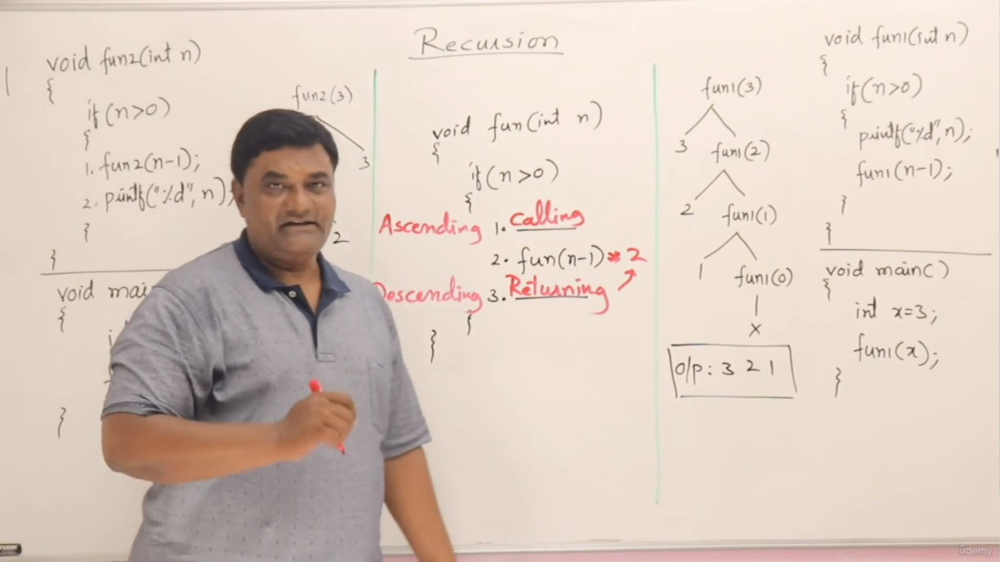 Recursion
void fun2(int n)
{
if(n>0)
{
1. fun2(n-1);
2. printf("%d", n);
}
}
void mai
{
}
fun2(3)
3
2
void fun(int n)
{
if(n>0)
{
Ascending 1. Calling
2. fun(n-1)*2
Descending 3. Returning
}
}
fun1(3)
3 fun1(2)
2 fun1(1)
1 fun1(0)
x
o/p: 3 2 1
void fun1(int n)
{
if(n>0)
{
printf("%d", n);
fun1(n-1);
}
}
void main()
{
int x=3;
fun1(x);
}
ûdemy